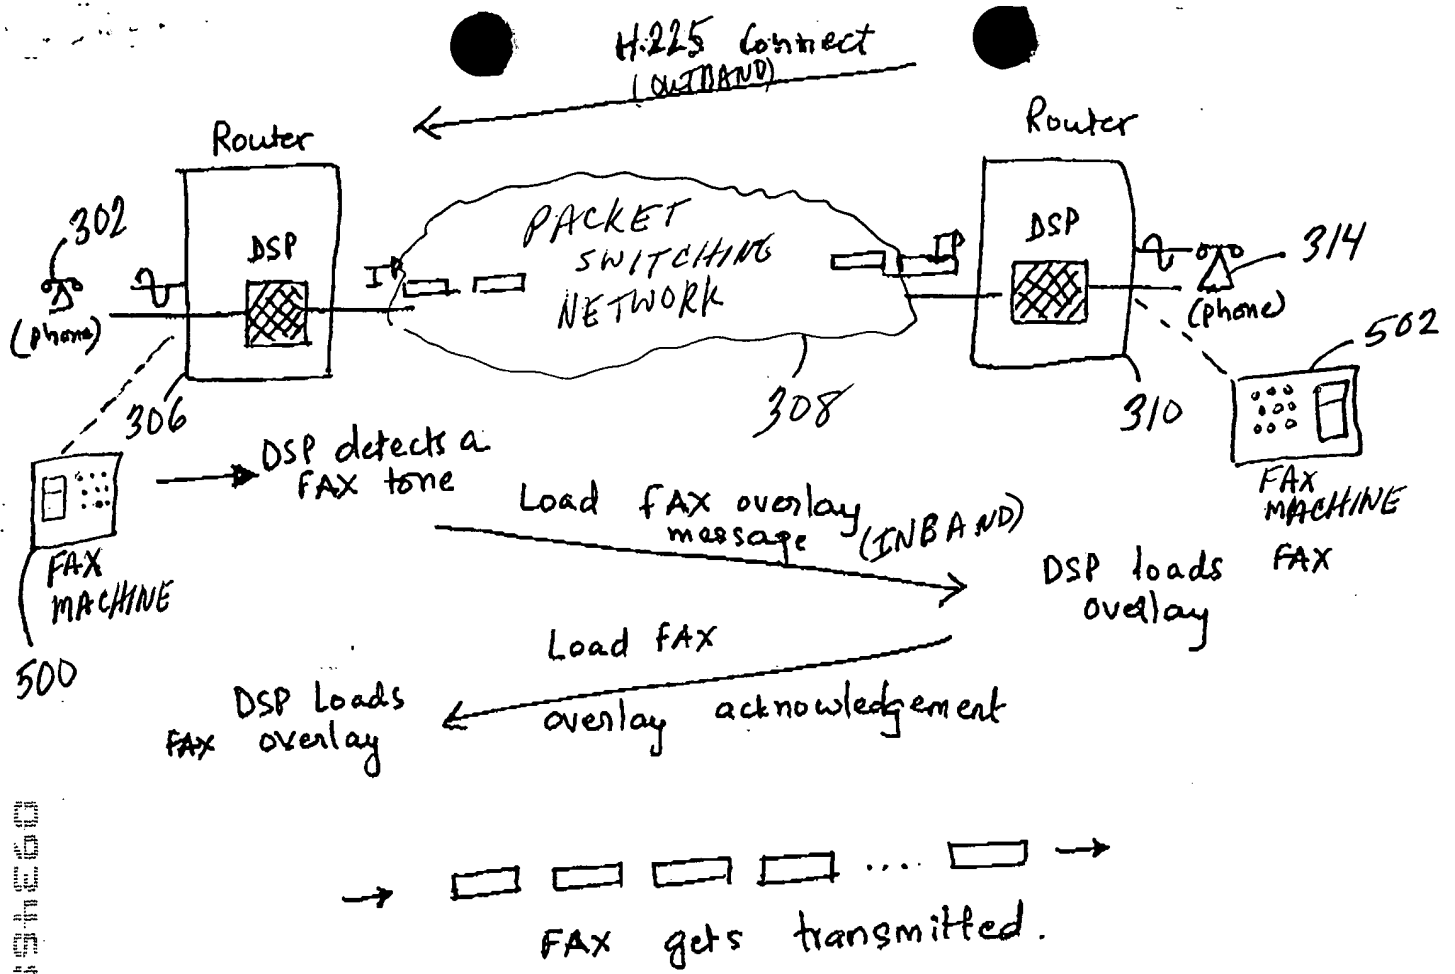 H.225 Connect
(OUTBAND)
Router
Router
302
DSP
IP
PACKET
SWITCHING
NETWORK
IP
DSP
314
(phone)
(phone)
502
306
308
310
DSP detects a
FAX tone
FAX
MACHINE
Load FAX overlay
message (INBAND)
FAX
MACHINE
FAX
DSP loads
overlay
500
Load FAX
overlay acknowledgement
DSP Loads
FAX overlay
....
FAX gets transmitted.